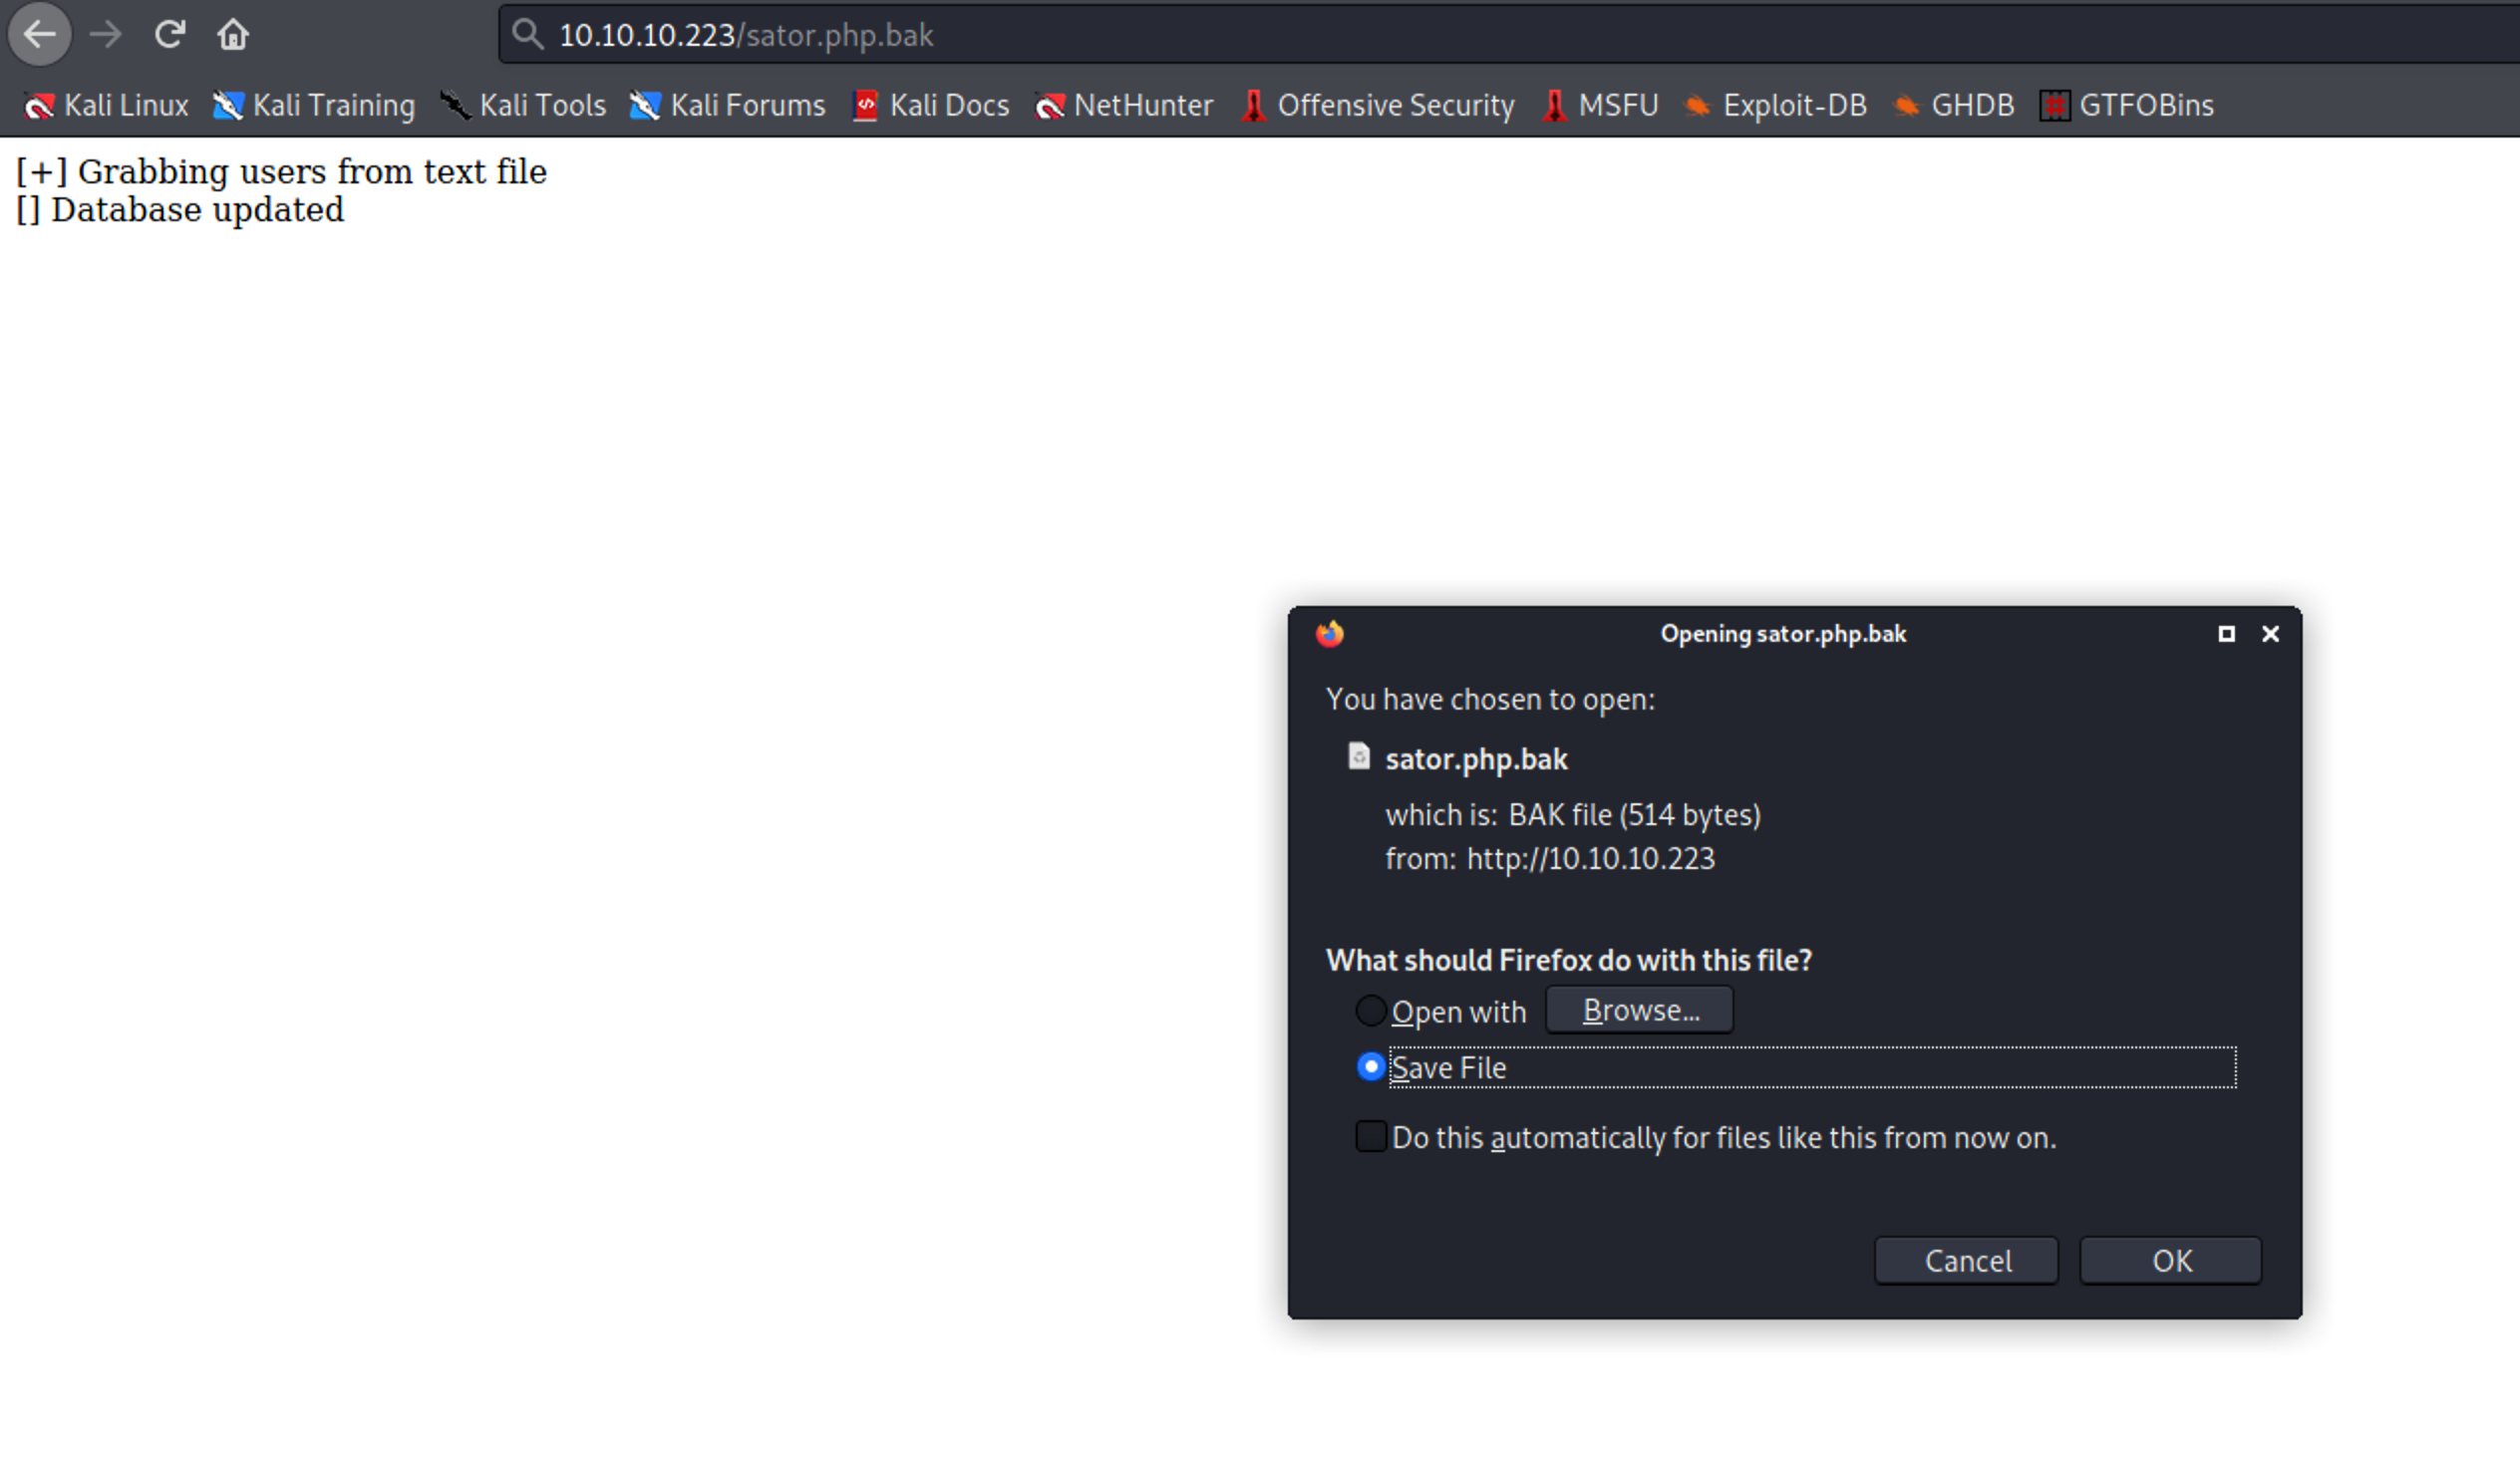 10.10.10.223/sator.php.bak
Kali Linux Kali Training Kali Tools Kali Forums Kali Docs NetHunter Offensive Security MSFU Exploit-DB GHDB GTFOBins
[+] Grabbing users from text file
[] Database updated
Opening sator.php.bak
You have chosen to open:
sator.php.bak
which is: BAK file (514 bytes)
from: http://10.10.10.223
What should Firefox do with this file?
Open with Browse...
Save File
Do this automatically for files like this from now on.
Cancel OK